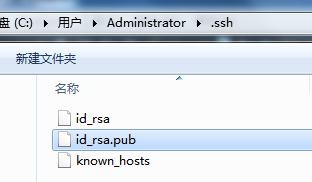 盘 (C:) ▸ 用户 ▸ Administrator ▸ .ssh
新建文件夹
名称
id_rsa
id_rsa.pub
known_hosts